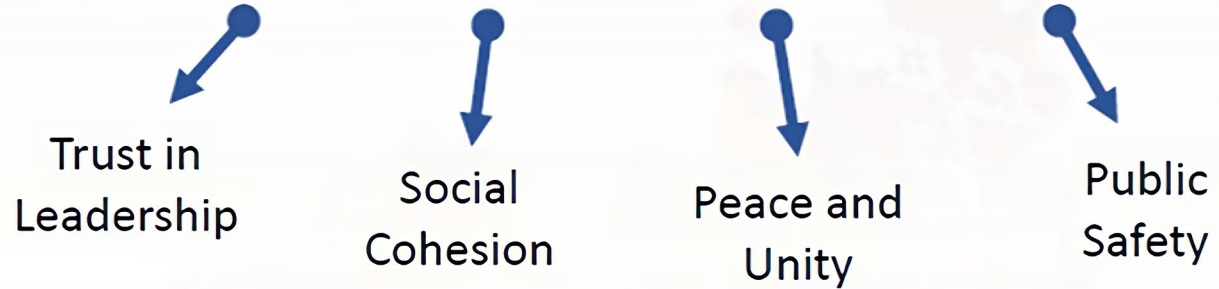 Trust in
Leadership
Social
Cohesion
Peace and
Unity
Public
Safety